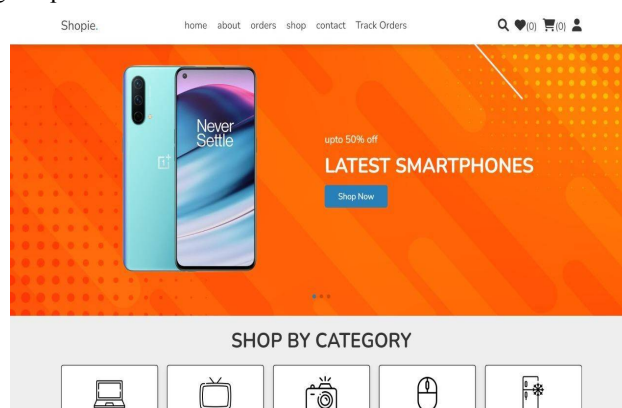 Shopie.
home about orders shop contact Track Orders
(0) (0)
Never
Settle
upto 50% off
LATEST SMARTPHONES
Shop Now
SHOP BY CATEGORY